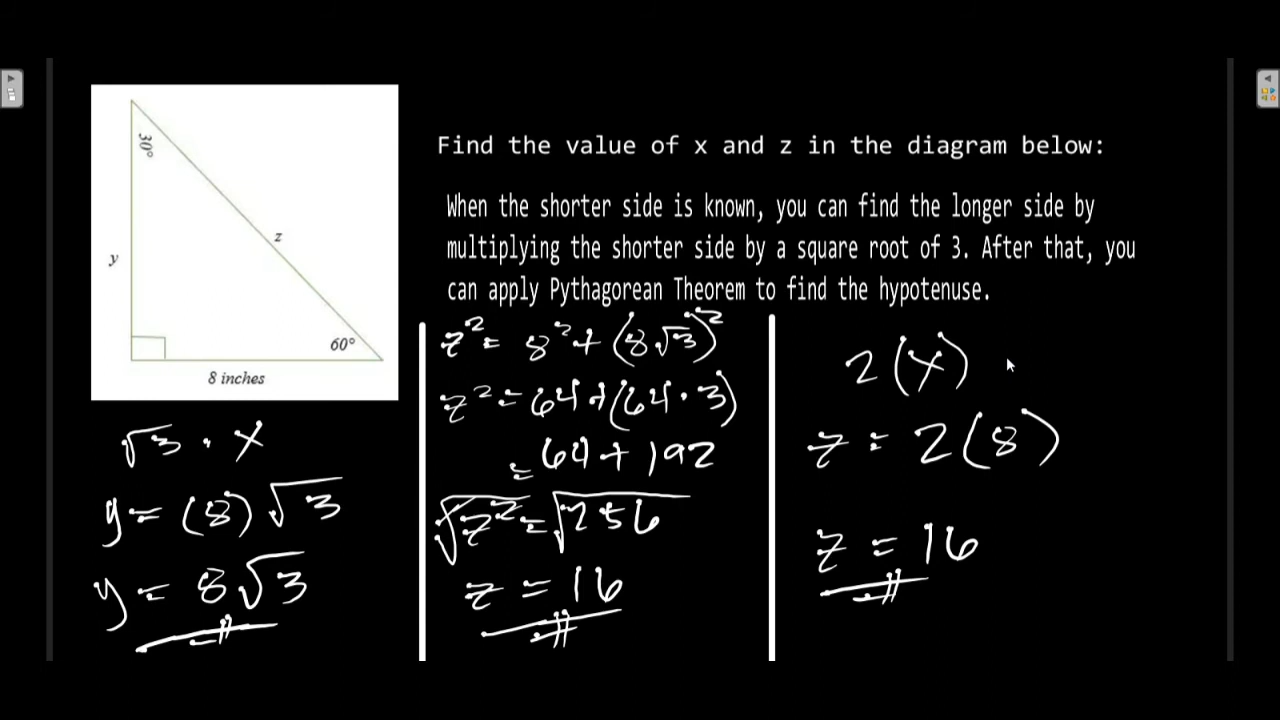 30°
z
y
60°
8 inches
Find the value of x and z in the diagram below:
When the shorter side is known, you can find the longer side by
multiplying the shorter side by a square root of 3. After that, you
can apply Pythagorean Theorem to find the hypotenuse.
√3 · x
y = (8)√3
y = 8√3
z² = 8² + (8√3)²
z² = 64 + (64 · 3)
= 64 + 192
√z² = √256
z = 16
2(x)
z = 2(8)
z = 16